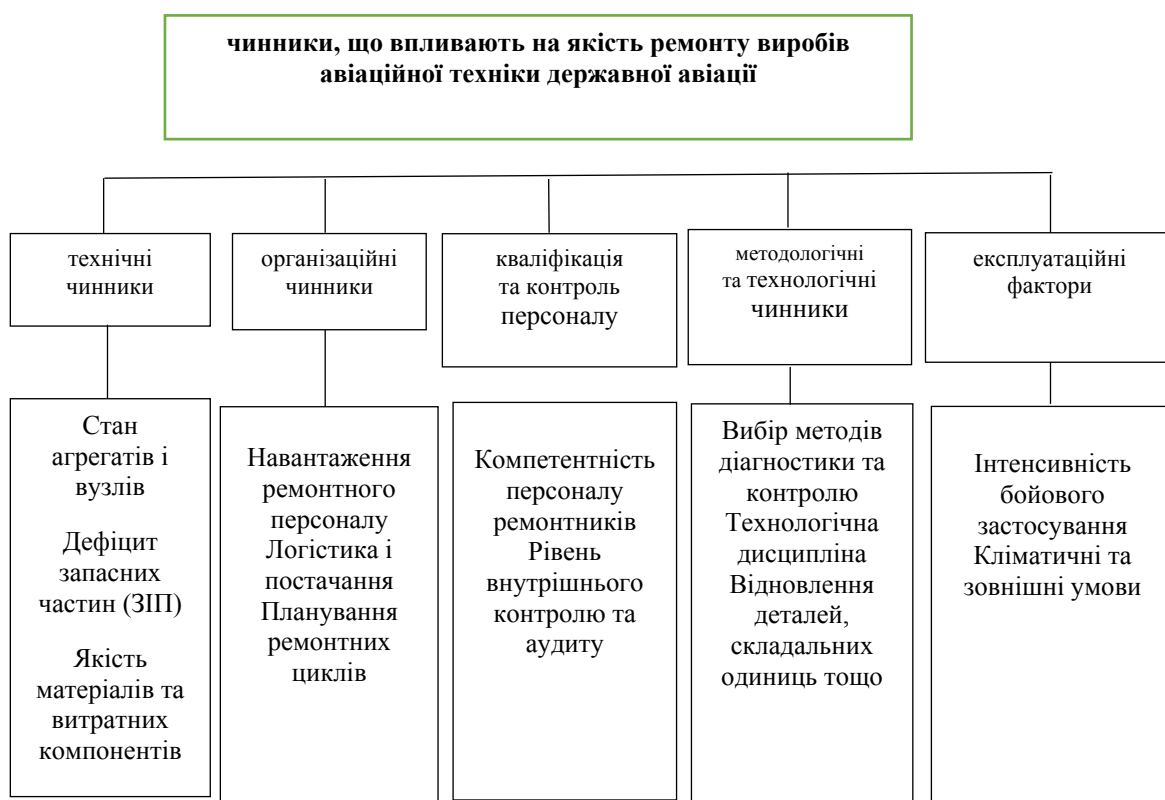 чинники, що впливають на якість ремонту виробів
авіаційної техніки державної авіації
технічні
чинники
організаційні
чинники
кваліфікація
та контроль
персоналу
методологічні
та технологічні
чинники
експлуатаційні
фактори
Стан
агрегатів і
вузлів
Дефіцит
запасних
частин (ЗІП)
Якість
матеріалів та
витратних
компонентів
Навантаження
ремонтного
персоналу
Логістика і
постачання
Планування
ремонтних
циклів
Компетентність
персоналу
ремонтників
Рівень
внутрішнього
контролю та
аудиту
Вибір методів
діагностики та
контролю
Технологічна
дисципліна
Відновлення
деталей,
складальних
одиниць тощо
Інтенсивність
бойового
застосування
Кліматичні та
зовнішні умови